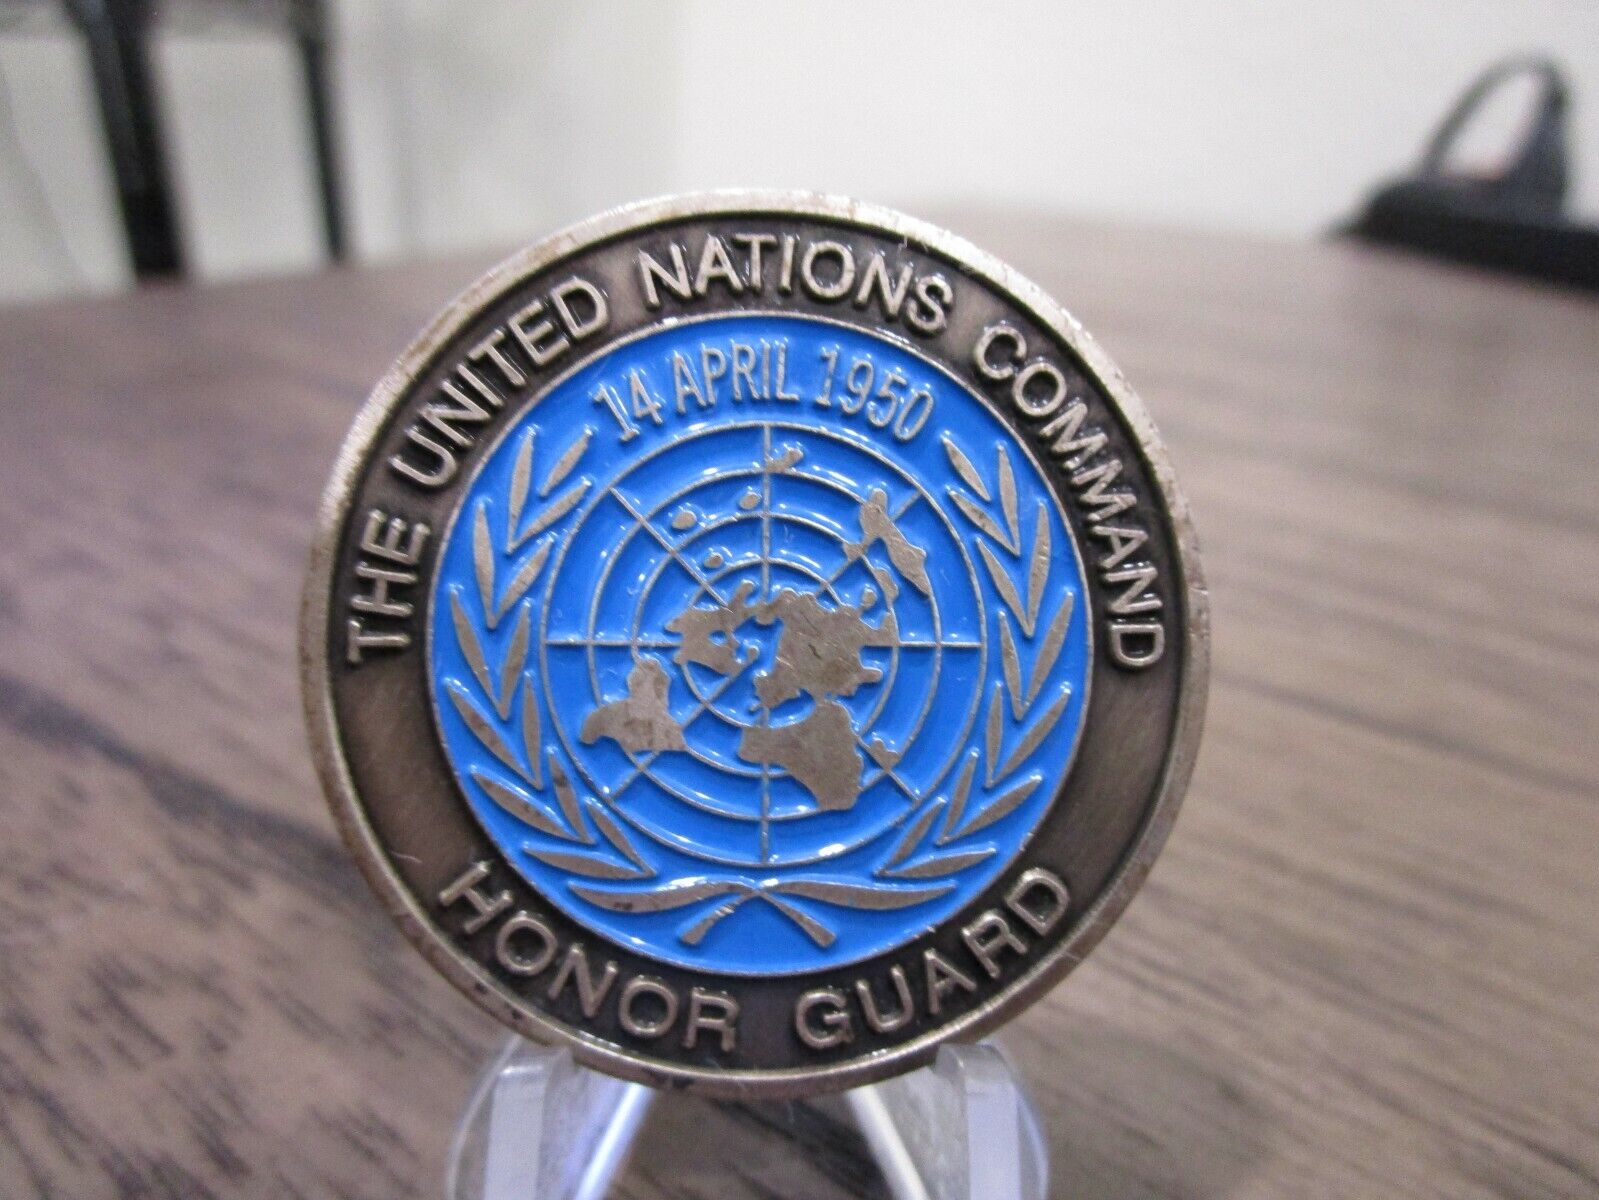 THE UNITED NATIONS COMMAND
14 APRIL 1950
HONOR GUARD